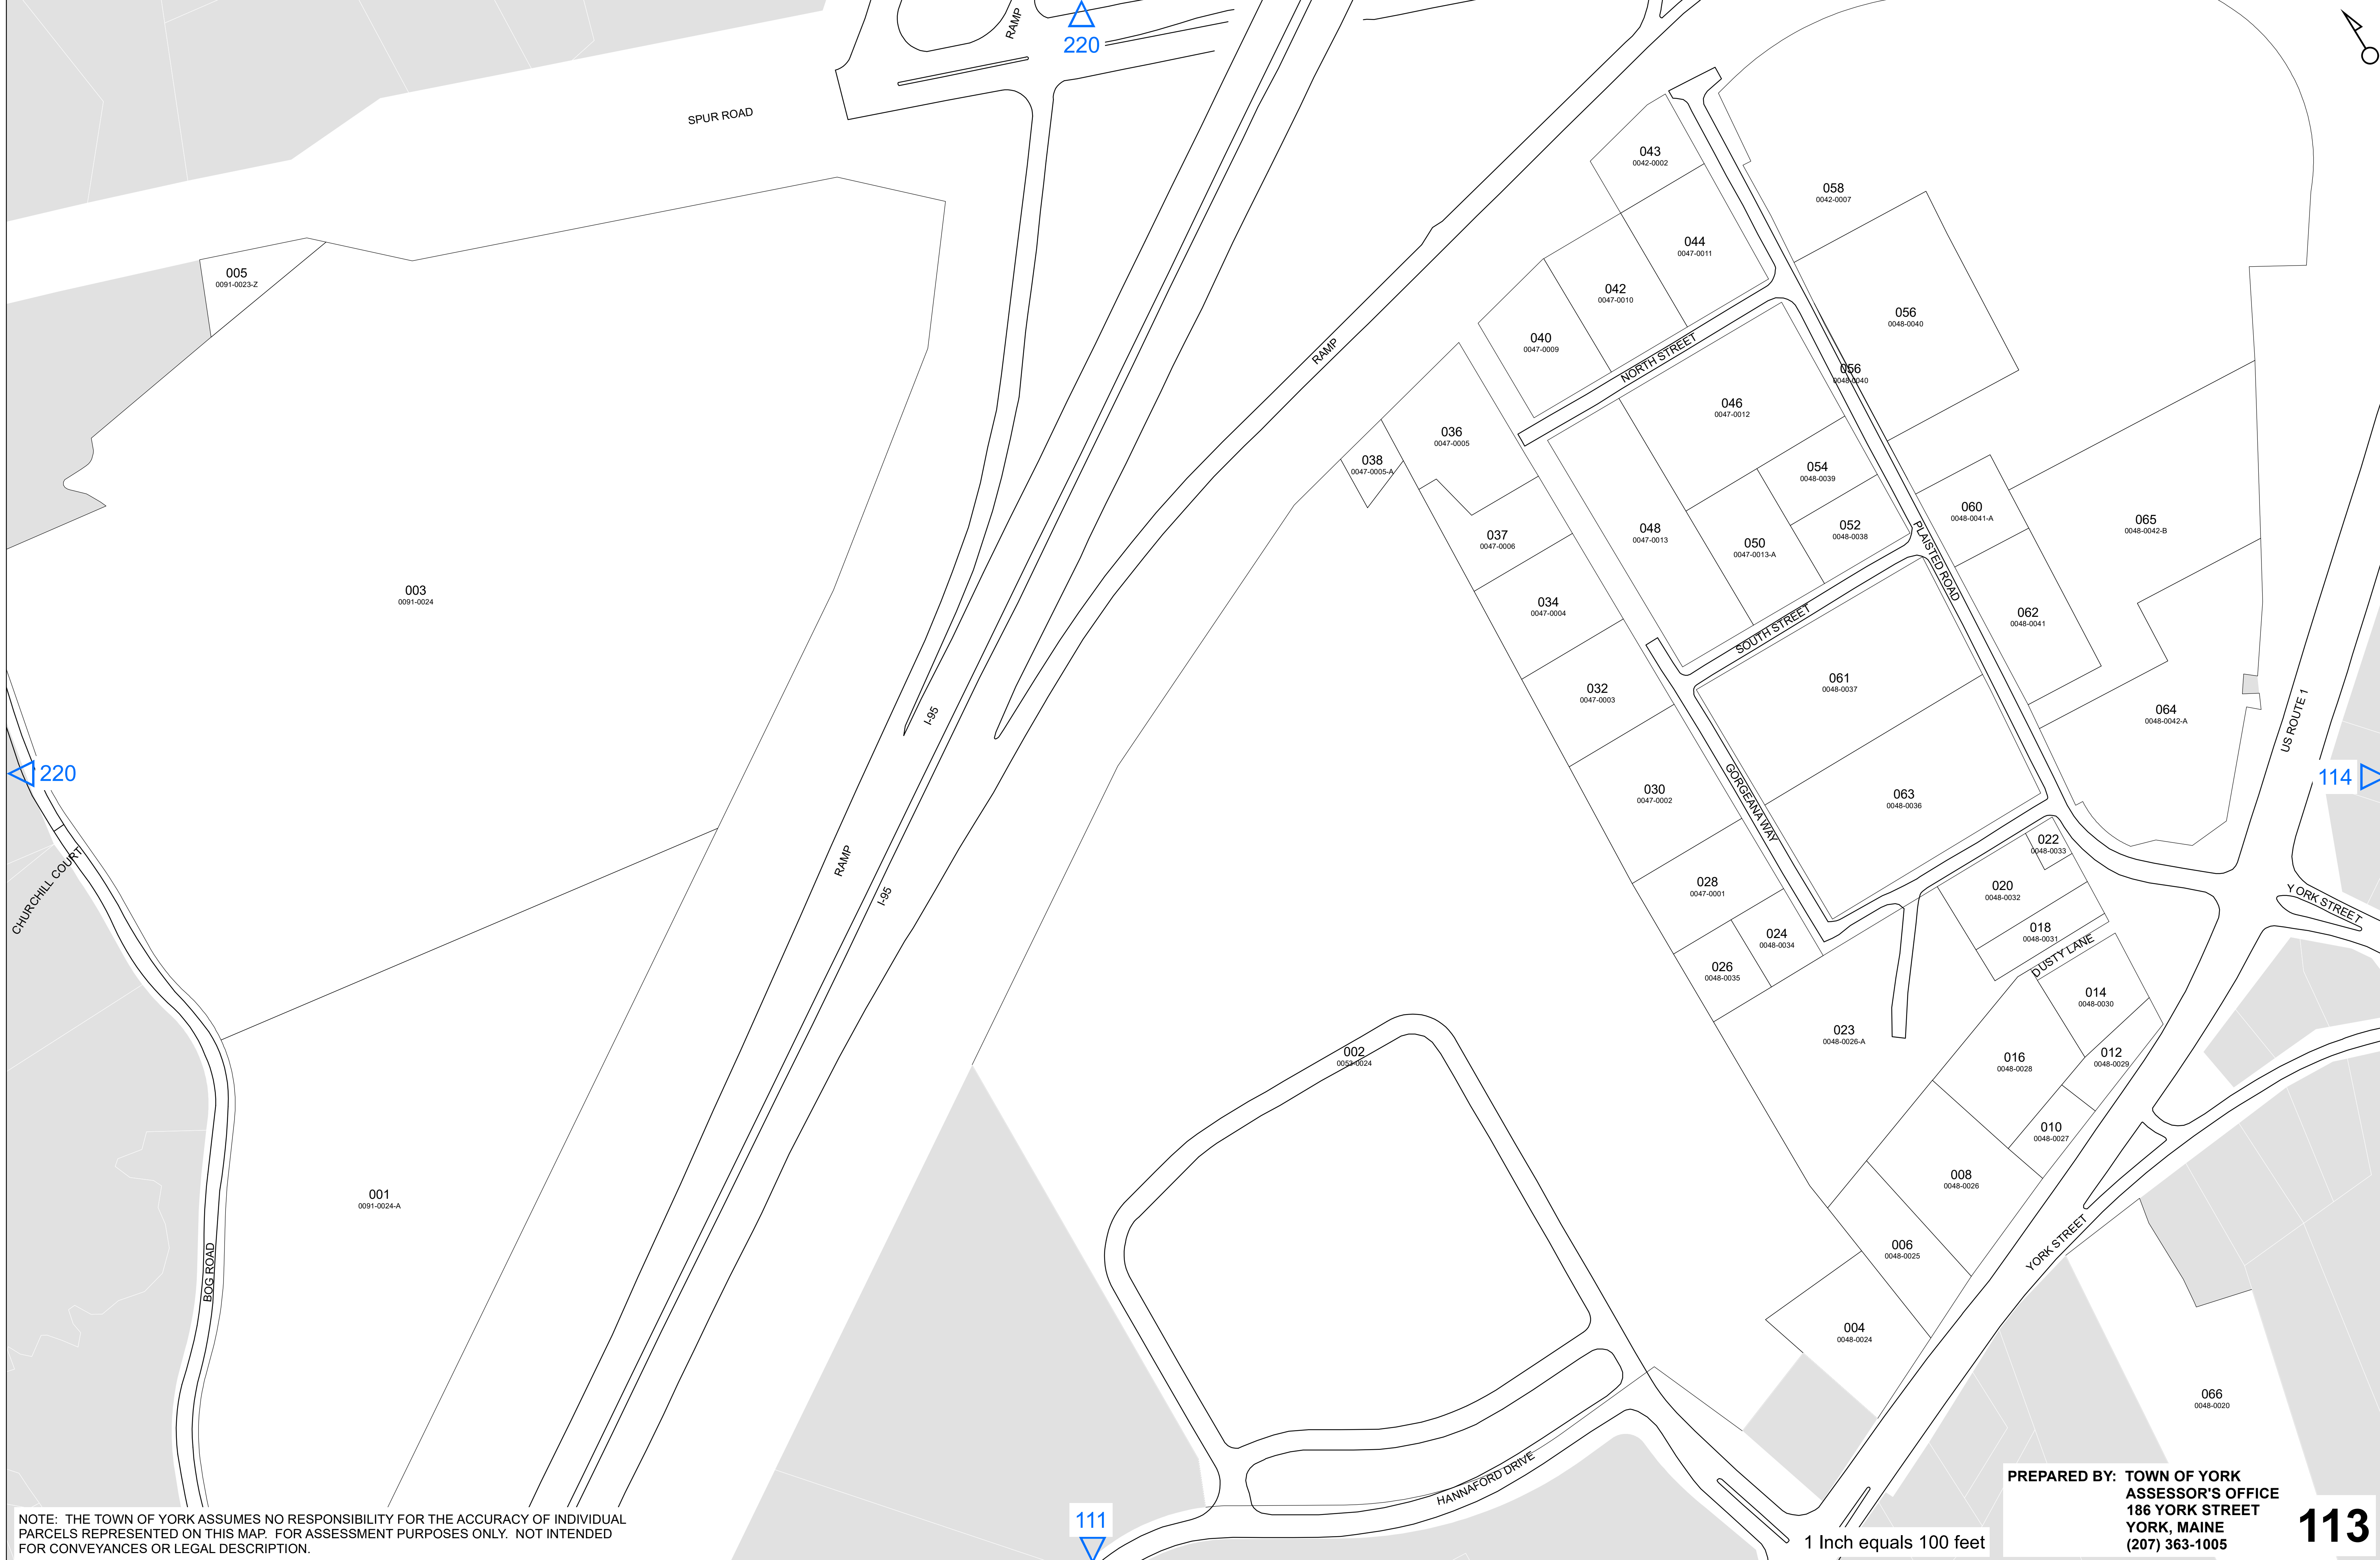 RAMP
220
SPUR ROAD
043
0042-0002
058
0042-0007
044
0047-0011
005
0091-0023-Z
042
0047-0010
056
0048-0040
040
0047-0009
NORTH STREET
RAMP
056
0048-0040
046
0047-0012
036
0047-0005
038
0047-0005-A
054
0048-0039
060
0048-0041-A
065
0048-0042-B
052
0048-0038
048
0047-0013
037
0047-0006
050
0047-0013-A
PLAISTED ROAD
003
0091-0024
034
0047-0004
062
0048-0041
SOUTH STREET
061
0048-0037
032
0047-0003
064
0048-0042-A
I-95
US ROUTE 1
220
114
030
0047-0002
063
0048-0036
GORGEANA WAY
022
0048-0033
RAMP
CHURCHILL COURT
028
0047-0001
020
0048-0032
I-95
YORK STREET
024
0048-0034
018
0048-0031
DUSTY LANE
026
0048-0035
014
0048-0030
023
0048-0026-A
002
0053-0024
016
0048-0028
012
0048-0029
010
0048-0027
008
0048-0026
001
0091-0024-A
YORK STREET
006
0048-0025
BOG ROAD
004
0048-0024
066
0048-0020
HANNAFORD DRIVE
111
NOTE: THE TOWN OF YORK ASSUMES NO RESPONSIBILITY FOR THE ACCURACY OF INDIVIDUAL
PARCELS REPRESENTED ON THIS MAP. FOR ASSESSMENT PURPOSES ONLY. NOT INTENDED
FOR CONVEYANCES OR LEGAL DESCRIPTION.
1 Inch equals 100 feet
PREPARED BY: TOWN OF YORK
ASSESSOR'S OFFICE
186 YORK STREET
YORK, MAINE
(207) 363-1005
113